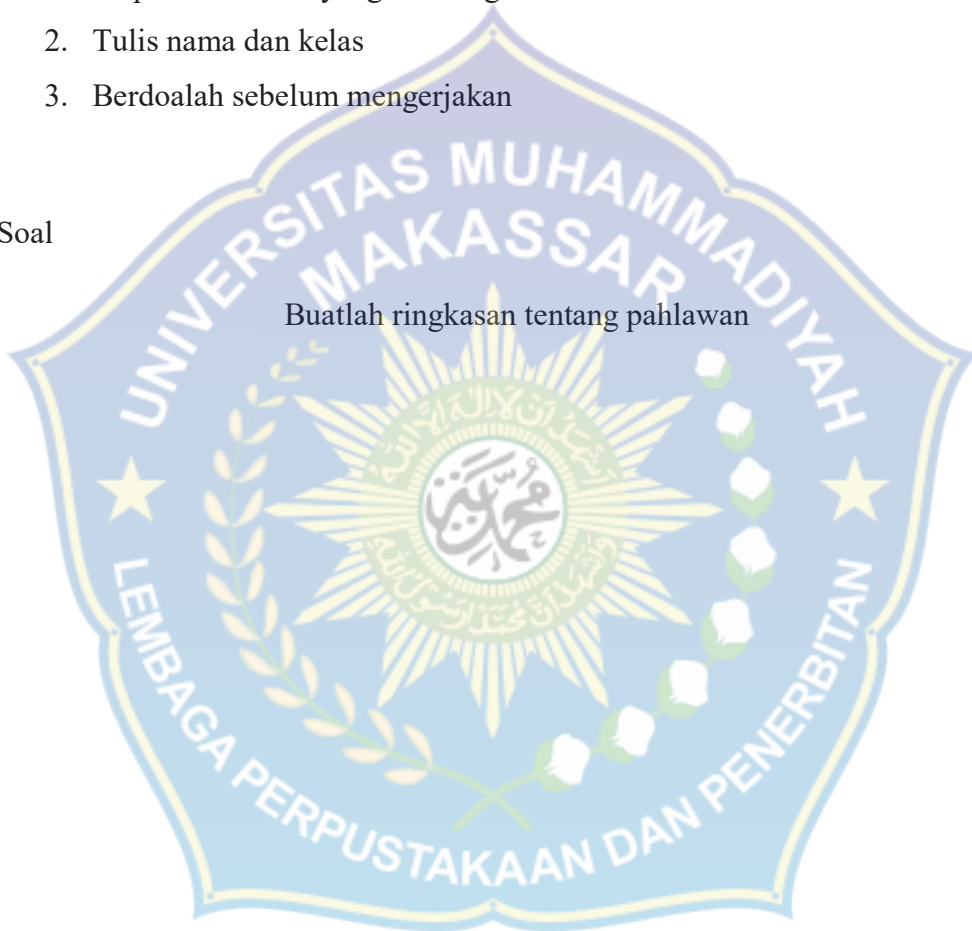 2. Tulis nama dan kelas
3. Berdoalah sebelum mengerjakan
UNIVERSITAS MUHAMMADIYAH
MAKASSAR
Soal
Buatlah ringkasan tentang pahlawan
LEMBAGA PERPUSTAKAAN DAN PENERBITAN